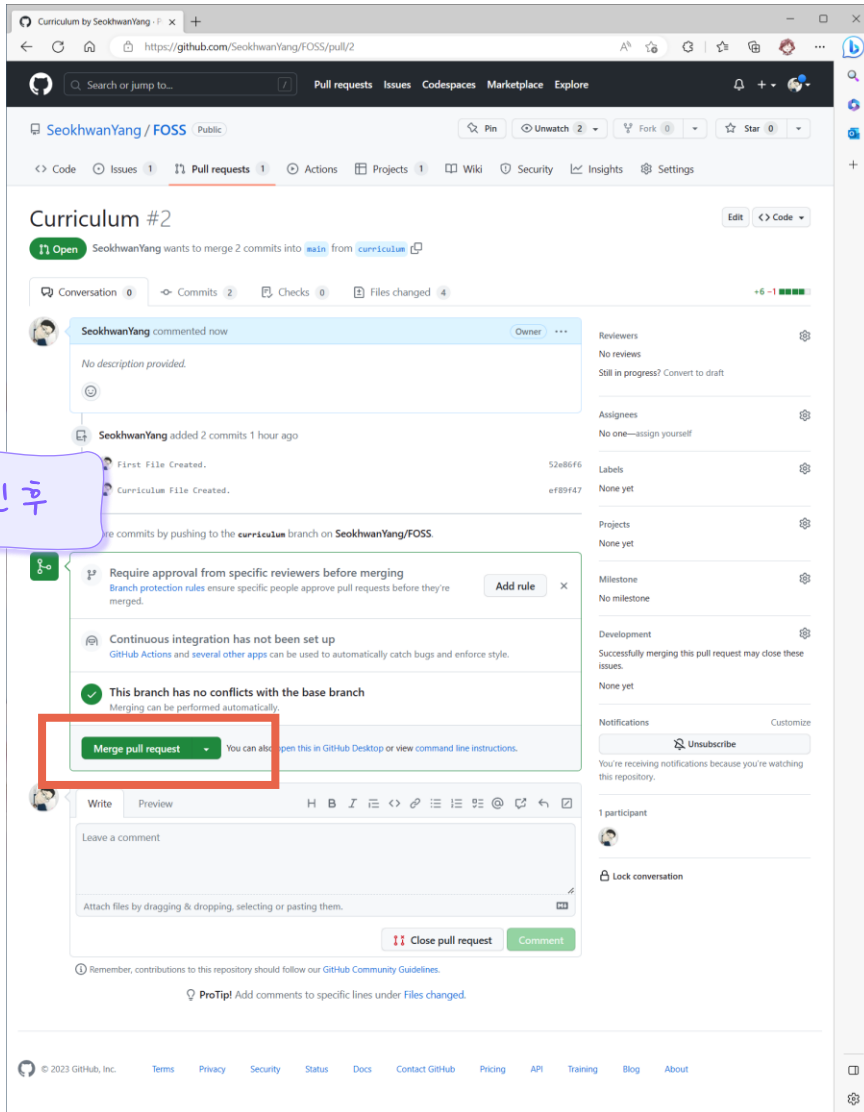 Curriculum by SeokhwanYang · P
https://github.com/SeokhwanYang/FOSS/pull/2
Search or jump to...
/
Pull requests Issues Codespaces Marketplace Explore
SeokhwanYang / FOSS Public
Pin Unwatch 2 Fork 0 Star 0
Code Issues 1 Pull requests 1 Actions Projects 1 Wiki Security Insights Settings
Curriculum #2
Edit <> Code
Open SeokhwanYang wants to merge 2 commits into main from curriculum
Conversation 0 Commits 2 Checks 0 Files changed 4
+6 −1
SeokhwanYang commented now
Owner ...
No description provided.
SeokhwanYang added 2 commits 1 hour ago
First File Created. 52e86f6
Curriculum File Created. ef89f47
후
re commits by pushing to the curriculum branch on SeokhwanYang/FOSS.
Require approval from specific reviewers before merging
Branch protection rules ensure specific people approve pull requests before they're
merged.
Add rule
Continuous integration has not been set up
GitHub Actions and several other apps can be used to automatically catch bugs and enforce style.
This branch has no conflicts with the base branch
Merging can be performed automatically.
Merge pull request
You can also open this in GitHub Desktop or view command line instructions.
Write Preview
H B I
Leave a comment
Attach files by dragging & dropping, selecting or pasting them.
Close pull request Comment
Remember, contributions to this repository should follow our GitHub Community Guidelines.
ProTip! Add comments to specific lines under Files changed.
Reviewers
No reviews
Still in progress? Convert to draft
Assignees
No one—assign yourself
Labels
None yet
Projects
None yet
Milestone
No milestone
Development
Successfully merging this pull request may close these
issues.
None yet
Notifications Customize
Unsubscribe
You're receiving notifications because you're watching
this repository.
1 participant
Lock conversation
© 2023 GitHub, Inc. Terms Privacy Security Status Docs Contact GitHub Pricing API Training Blog About